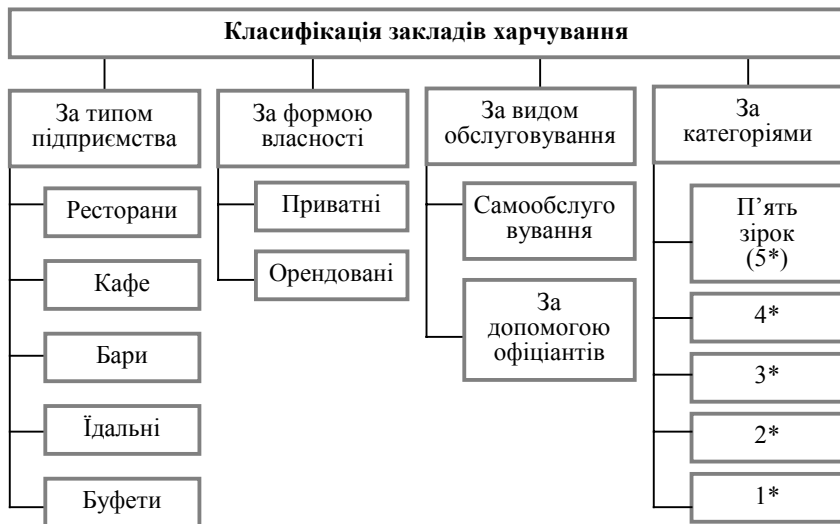 Класифікація закладів харчування
За типом
підприємства
Ресторани
Кафе
Бари
Їдальні
Буфети
За формою
власності
Приватні
Орендовані
За видом
обслуговування
Самообслуго
вування
За
допомогою
офіціантів
За
категоріями
П’ять
зірок
(5*)
4*
3*
2*
1*